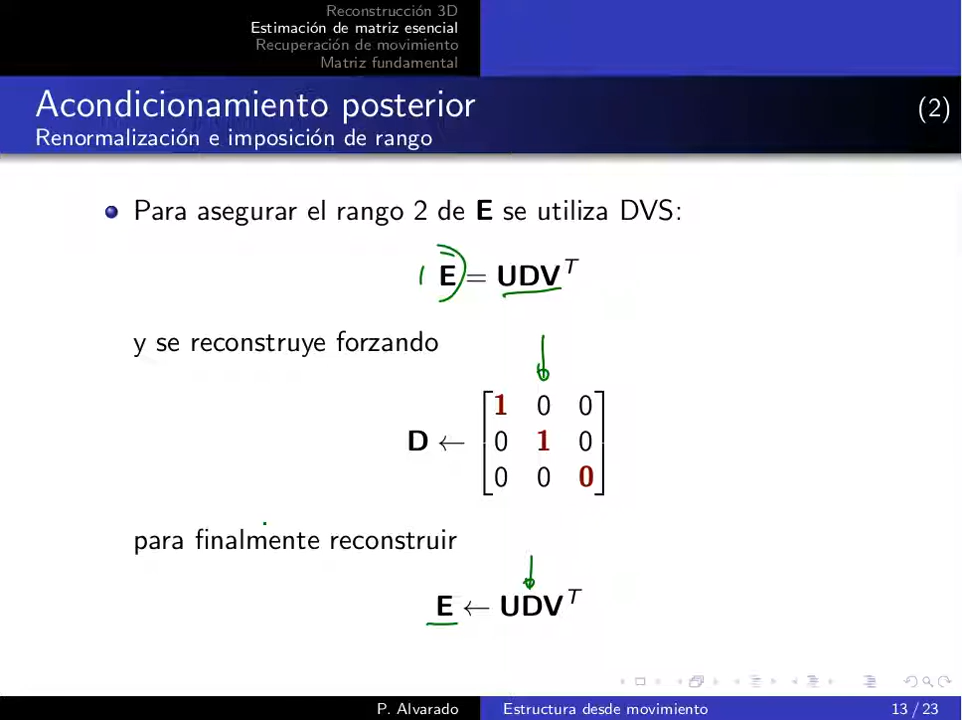 Reconstrucción 3D
Estimación de matriz esencial
Recuperación de movimiento
Matriz fundamental
Acondicionamiento posterior (2)
Renormalización e imposición de rango
Para asegurar el rango 2 de E se utiliza DVS:
E = UDV^T
y se reconstruye forzando
D ← [1 0 0
0 1 0
0 0 0]
para finalmente reconstruir
E ← UDV^T
P. Alvarado Estructura desde movimiento 13 / 23